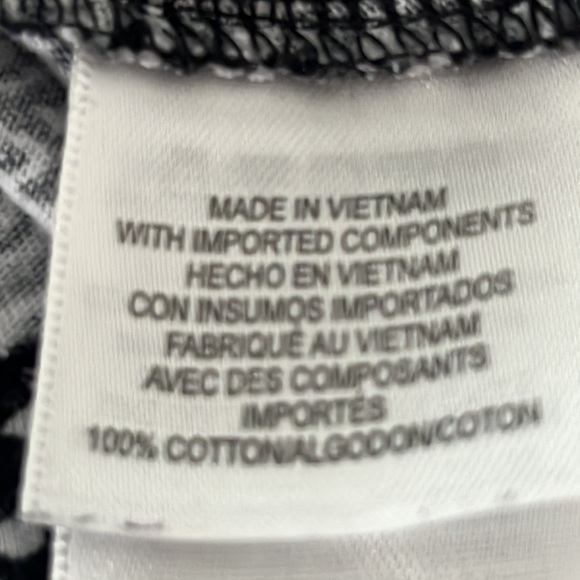 MADE IN VIETNAM
WITH IMPORTED COMPONENTS
HECHO EN VIETNAM
CON INSUMOS IMPORTADOS
FABRIQUÉ AU VIETNAM
AVEC DES COMPOSANTS
IMPORTÉS
100% COTTON/ALGODON/COTON